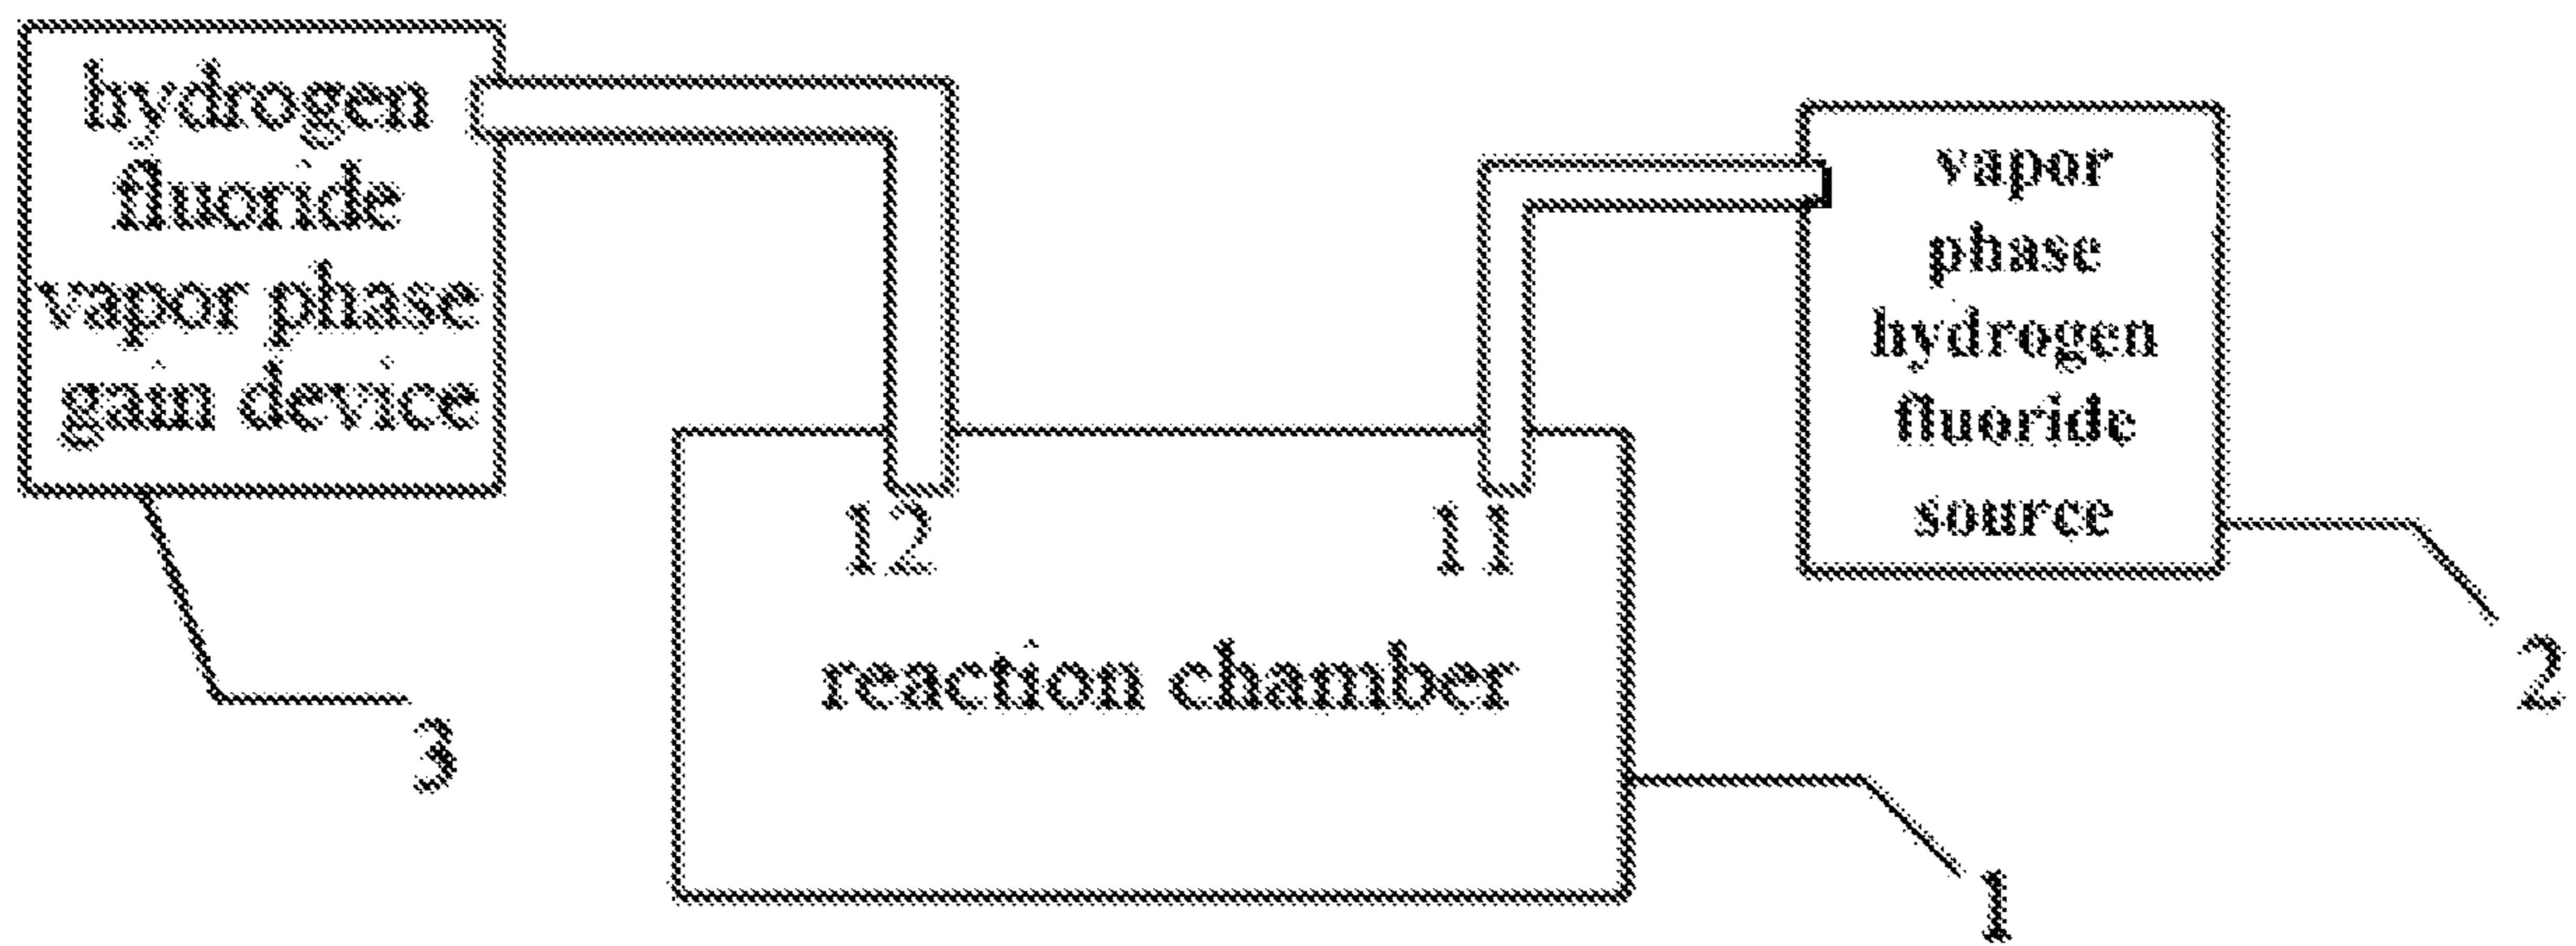 hydrogen
fluoride
vapor phase
gain device
vapor
phase
hydrogen
fluoride
source
12
11
reaction chamber
3
2
1